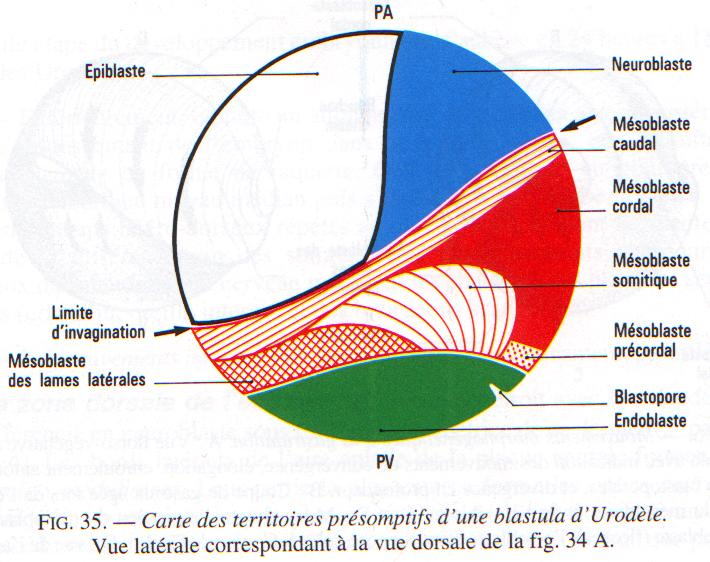 PA
Epiblaste
Neuroblaste
Mésoblaste
caudal
Mésoblaste
cordal
Mésoblaste
somitique
Limite
d'invagination
Mésoblaste
précordal
Mésoblaste
des lames latérales
Blastopore
Endoblaste
PV
FIG. 35. — Carte des territoires présomptifs d'une blastula d'Urodèle.
Vue latérale correspondant à la vue dorsale de la fig. 34 A.